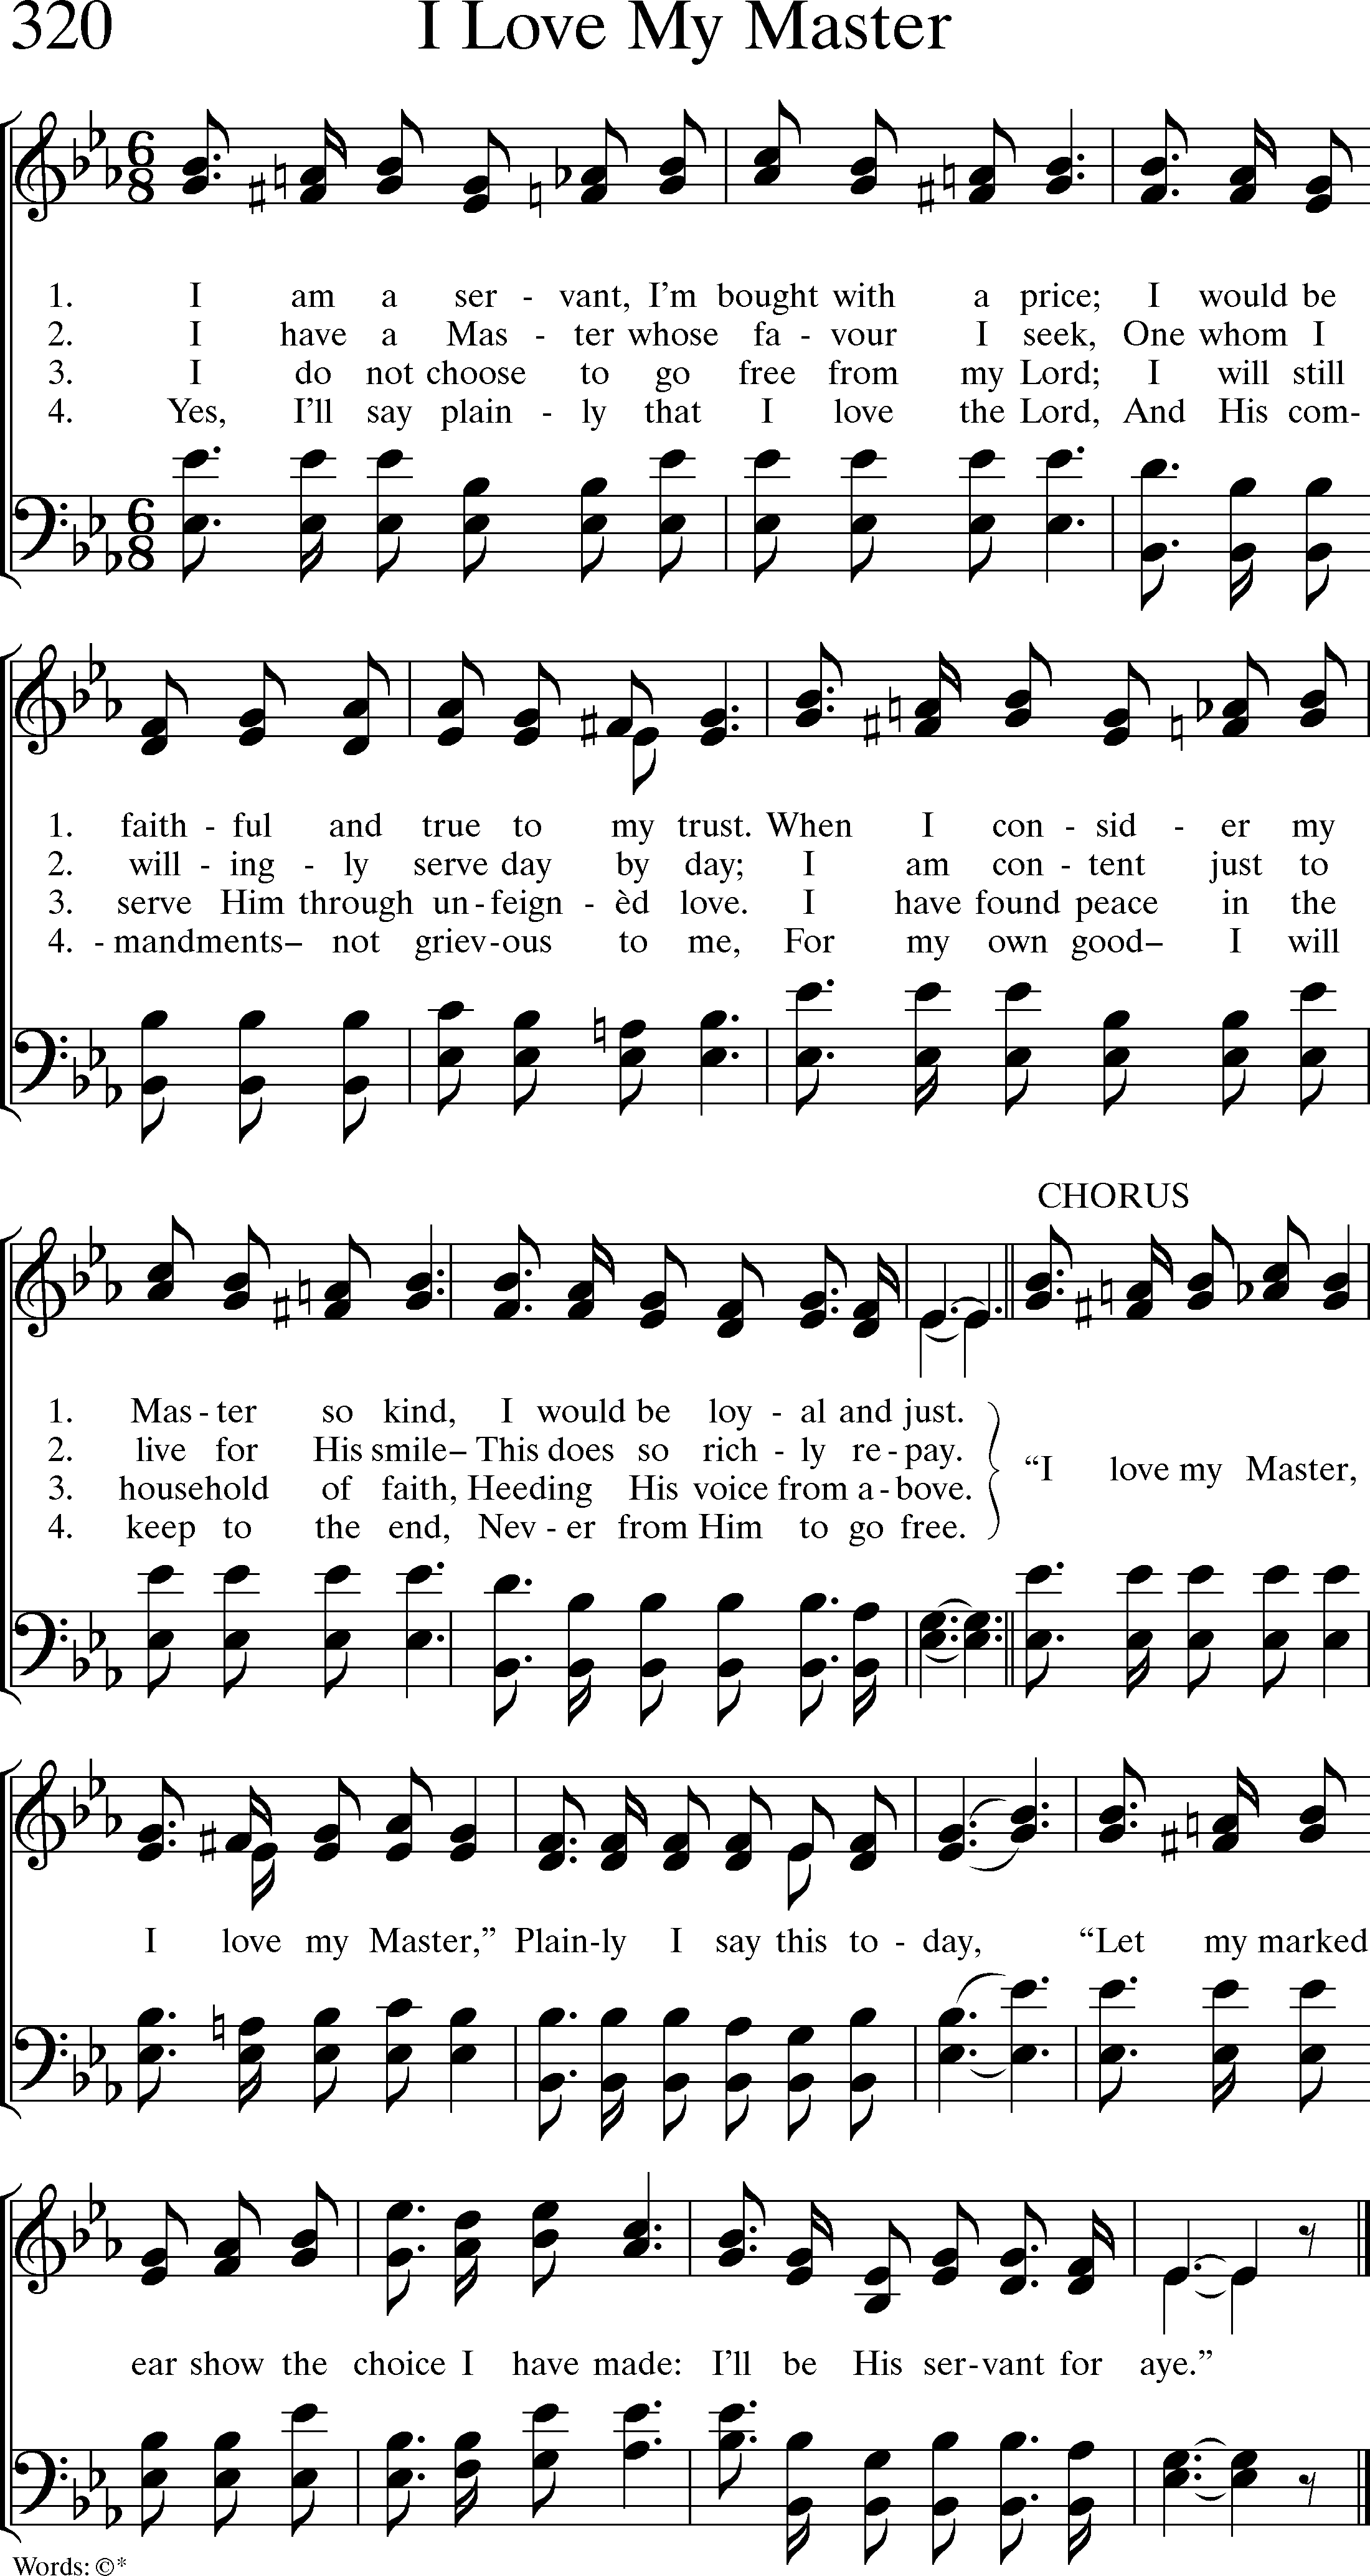 320 I Love My Master
1. I am a ser - vant, I'm bought with a price; I would be
2. I have a Mas - ter whose fa - vour I seek, One whom I
3. I do not choose to go free from my Lord; I will still
4. Yes, I'll say plain - ly that I love the Lord, And His com-
1. faith - ful and true to my trust. When I con - sid - er my
2. will - ing - ly serve day by day; I am con - tent just to
3. serve Him through un - feign - èd love. I have found peace in the
4. - mandments– not griev - ous to me, For my own good– I will
CHORUS
1. Mas - ter so kind, I would be loy - al and just.
2. live for His smile– This does so rich - ly re - pay.
3. household of faith, Heeding His voice from a - bove.
4. keep to the end, Nev - er from Him to go free.
“I love my Master,
I love my Master,” Plain-ly I say this to - day, “Let my marked
ear show the choice I have made: I'll be His ser - vant for aye.”
Words: ©*